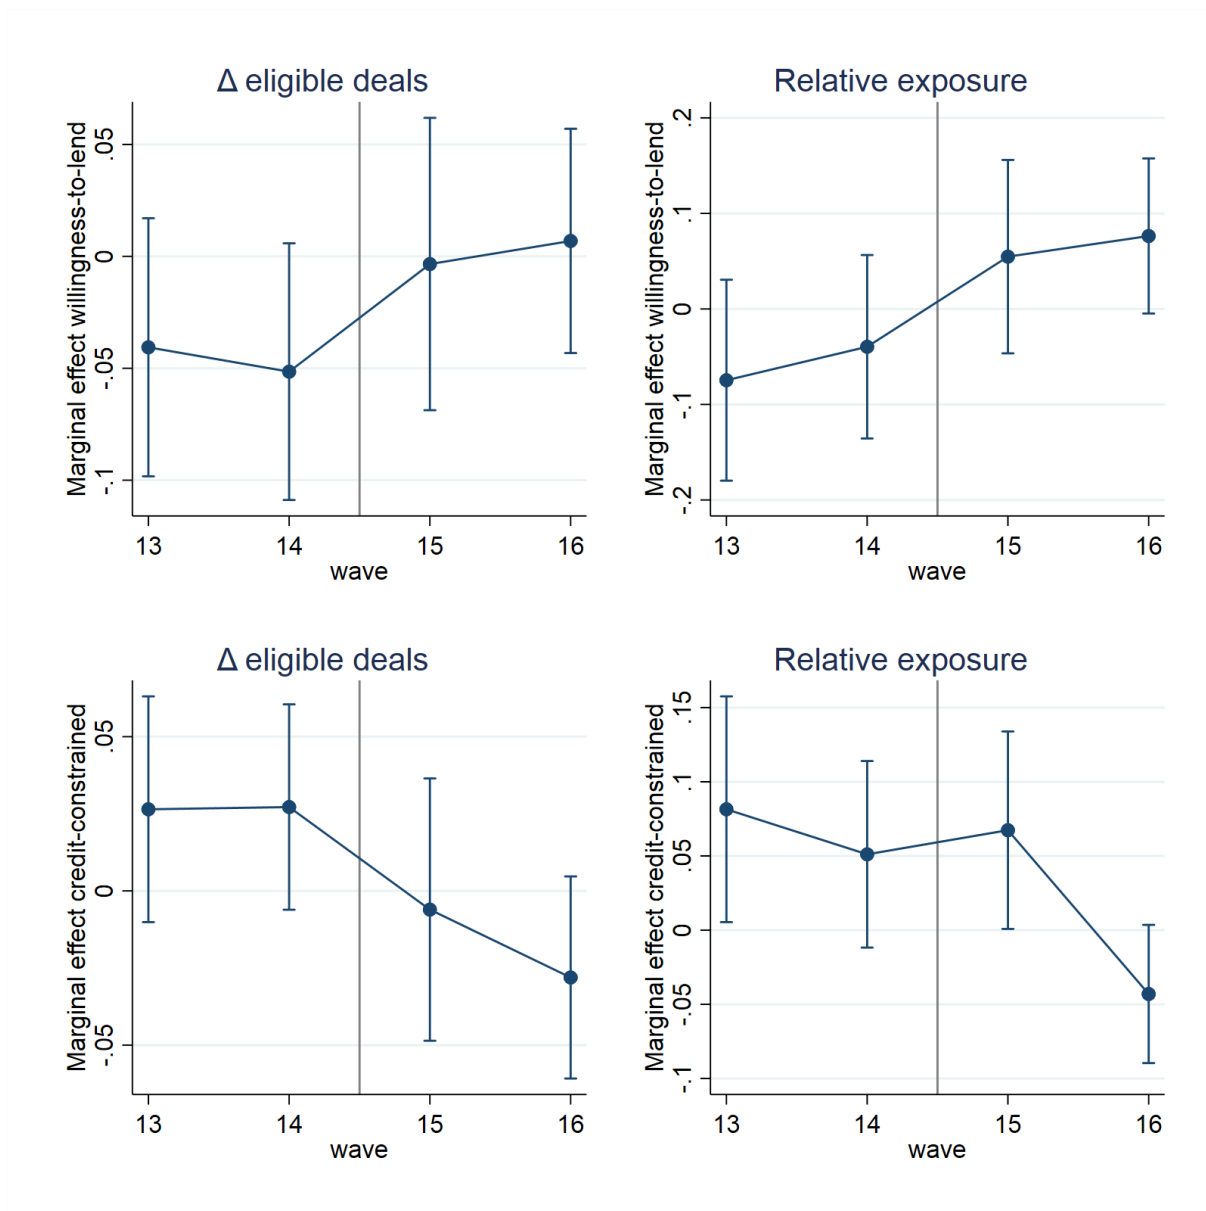 Δ eligible deals
Marginal effect willingness-to-lend
.05
0
-.05
-.1
13 14 15 16
wave
Relative exposure
Marginal effect willingness-to-lend
.2
.1
0
-.1
-.2
13 14 15 16
wave
Δ eligible deals
Marginal effect credit-constrained
.05
0
-.05
13 14 15 16
wave
Relative exposure
Marginal effect credit-constrained
.15
.1
.05
0
-.05
-.1
13 14 15 16
wave